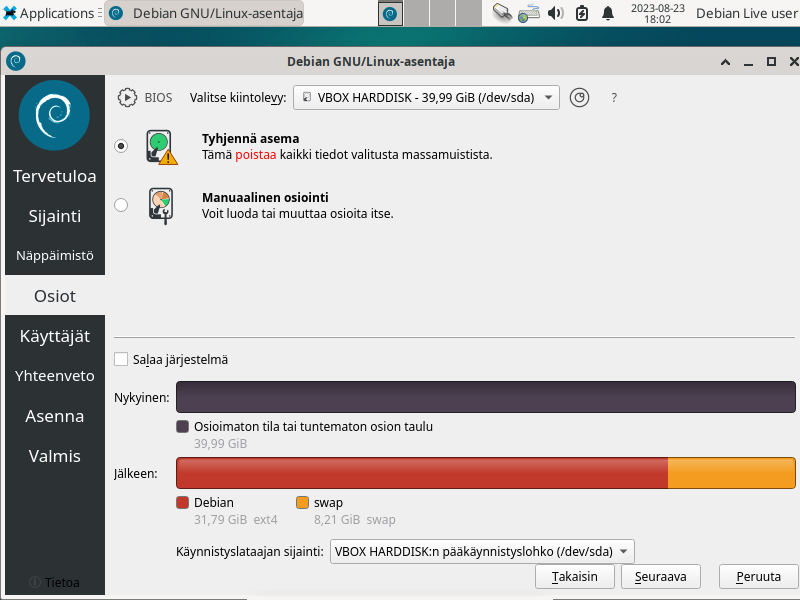 Applications
Debian GNU/Linux-asentaja
2023-08-23
18:02
Debian Live user
Debian GNU/Linux-asentaja
Tervetuloa
Sijainti
Näppäimistö
Osiot
Käyttäjät
Yhteenveto
Asenna
Valmis
Tietoa
BIOS
Valitse kiintolevy:
VBOX HARDDISK - 39,99 GiB (/dev/sda)
?
Tyhjennä asema
Tämä poistaa kaikki tiedot valitusta massamuistista.
Manuaalinen osiointi
Voit luoda tai muuttaa osioita itse.
Salaa järjestelmä
Nykyinen:
Osioimaton tila tai tuntematon osion taulu
39,99 GiB
Jälkeen:
Debian
31,79 GiB ext4
swap
8,21 GiB swap
Käynnistyslataajan sijainti:
VBOX HARDDISK:n pääkäynnistyslohko (/dev/sda)
Takaisin
Seuraava
Peruuta